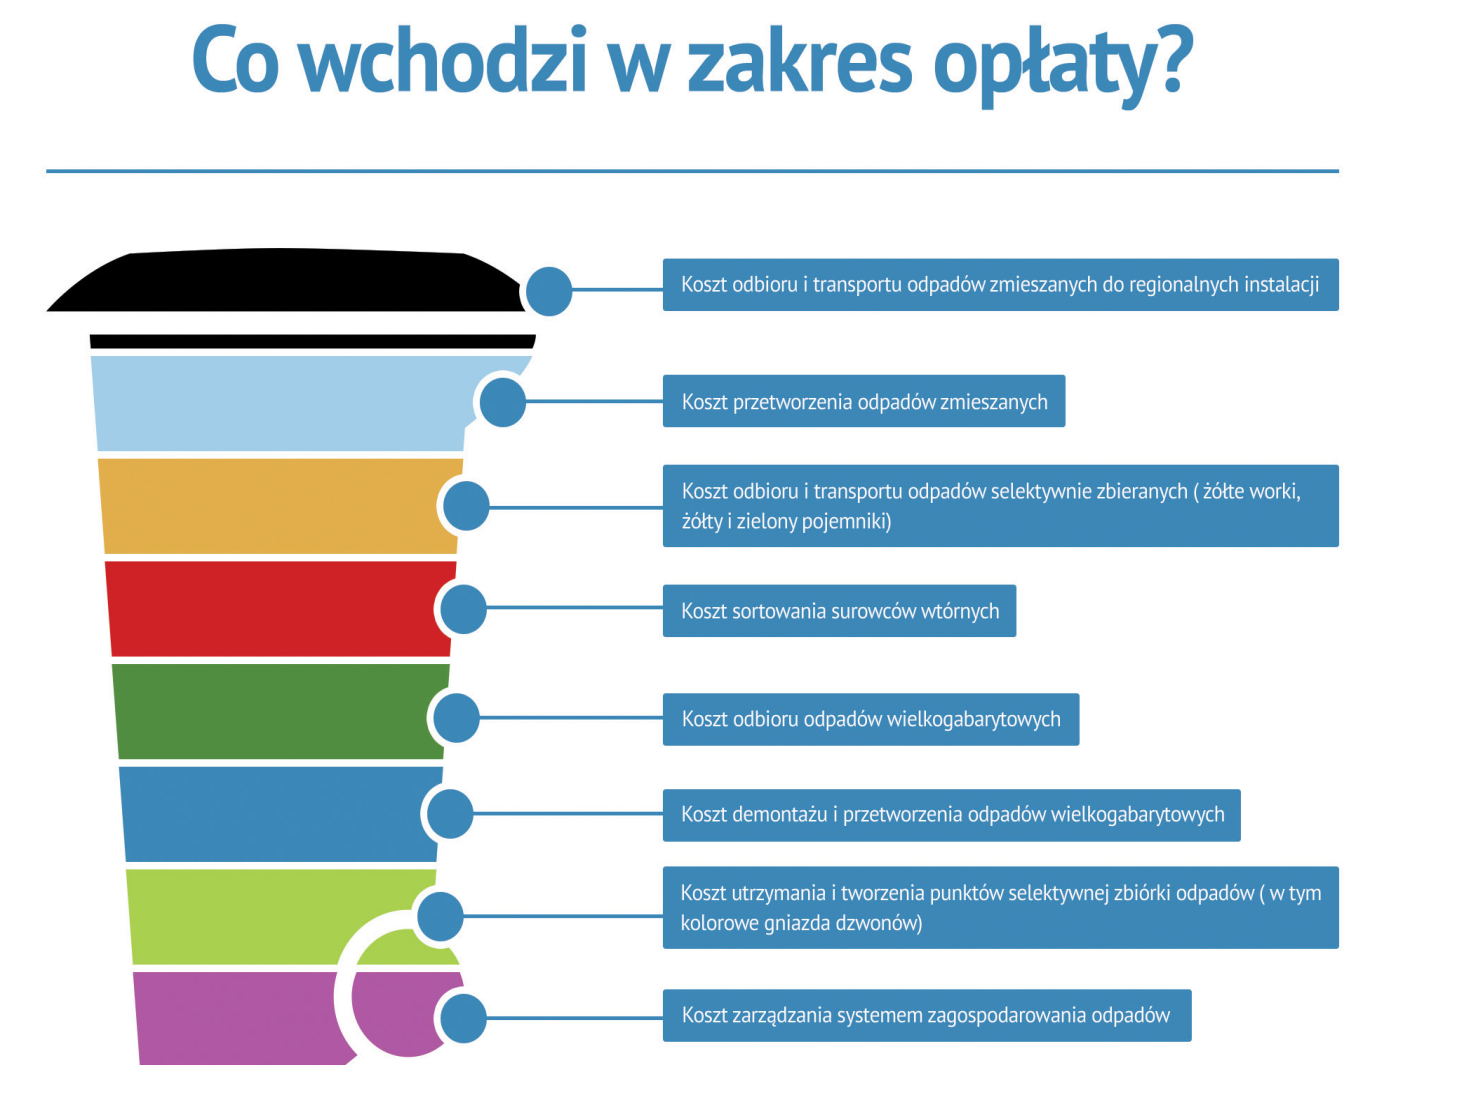 Co wchodzi w zakres opłaty?
Koszt odbioru i transportu odpadów zmieszanych do regionalnych instalacji
Koszt przetworzenia odpadów zmieszanych
Koszt odbioru i transportu odpadów selektywnie zbieranych ( żółte worki,
żółty i zielony pojemniki)
Koszt sortowania surowców wtórnych
Koszt odbioru odpadów wielkogabarytowych
Koszt demontażu i przetworzenia odpadów wielkogabarytowych
Koszt utrzymania i tworzenia punktów selektywnej zbiórki odpadów ( w tym
kolorowe gniazda dzwonów)
Koszt zarządzania systemem zagospodarowania odpadów